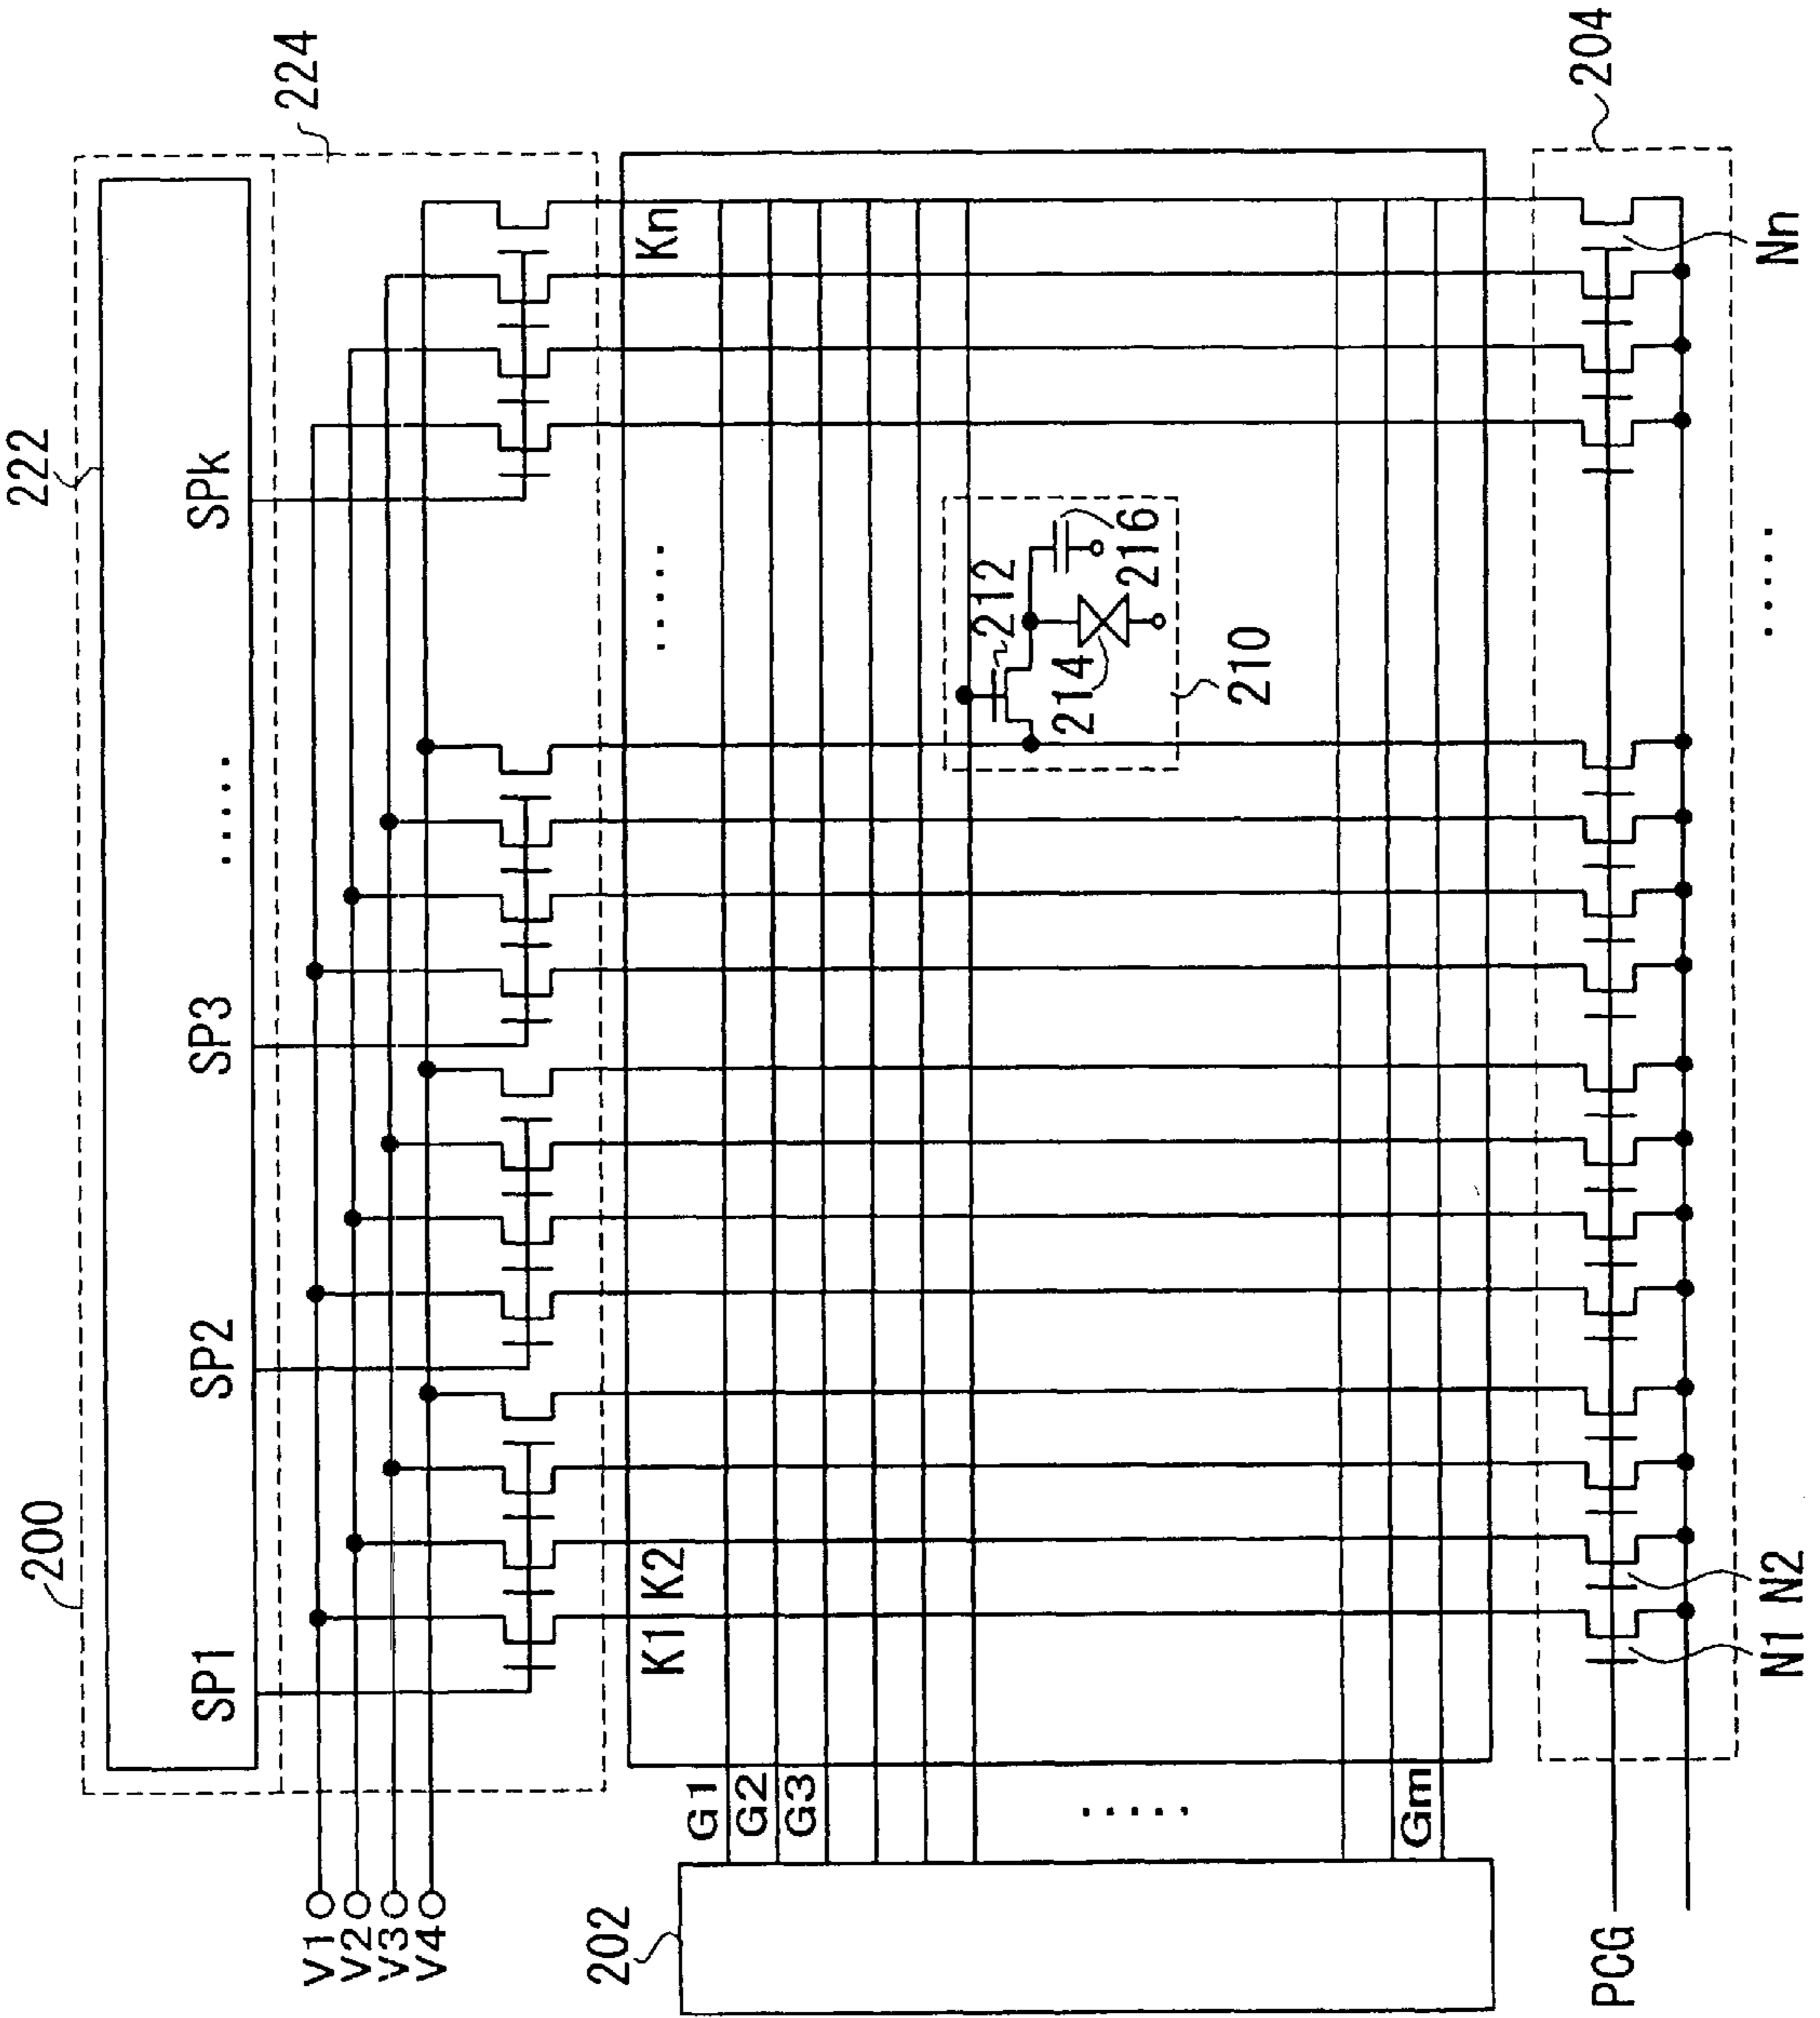 200
222
224
SP1
SP2
SP3
.....
SPk
V1
V2
V3
V4
K1
K2
.....
Kn
G1
G2
G3
.....
Gm
202
212
214
216
210
204
PCG
N1
N2
.....
Nn